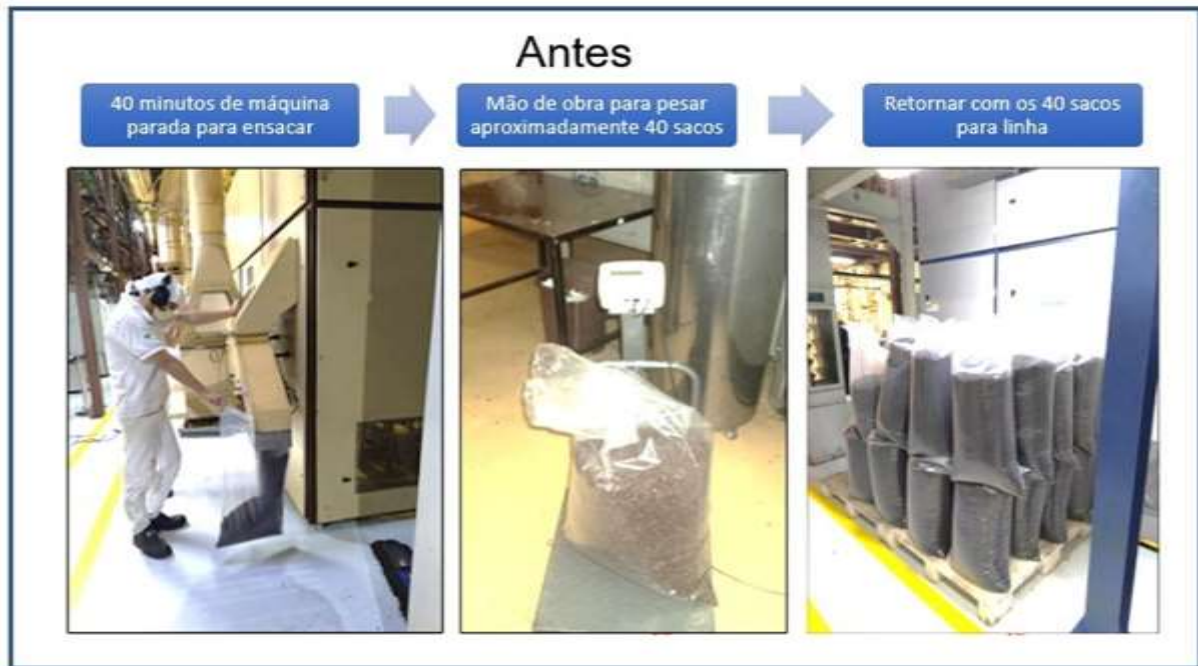 Antes
40 minutos de máquina
parada para ensacar
Mão de obra para pesar
aproximadamente 40 sacos
Retornar com os 40 sacos
para linha